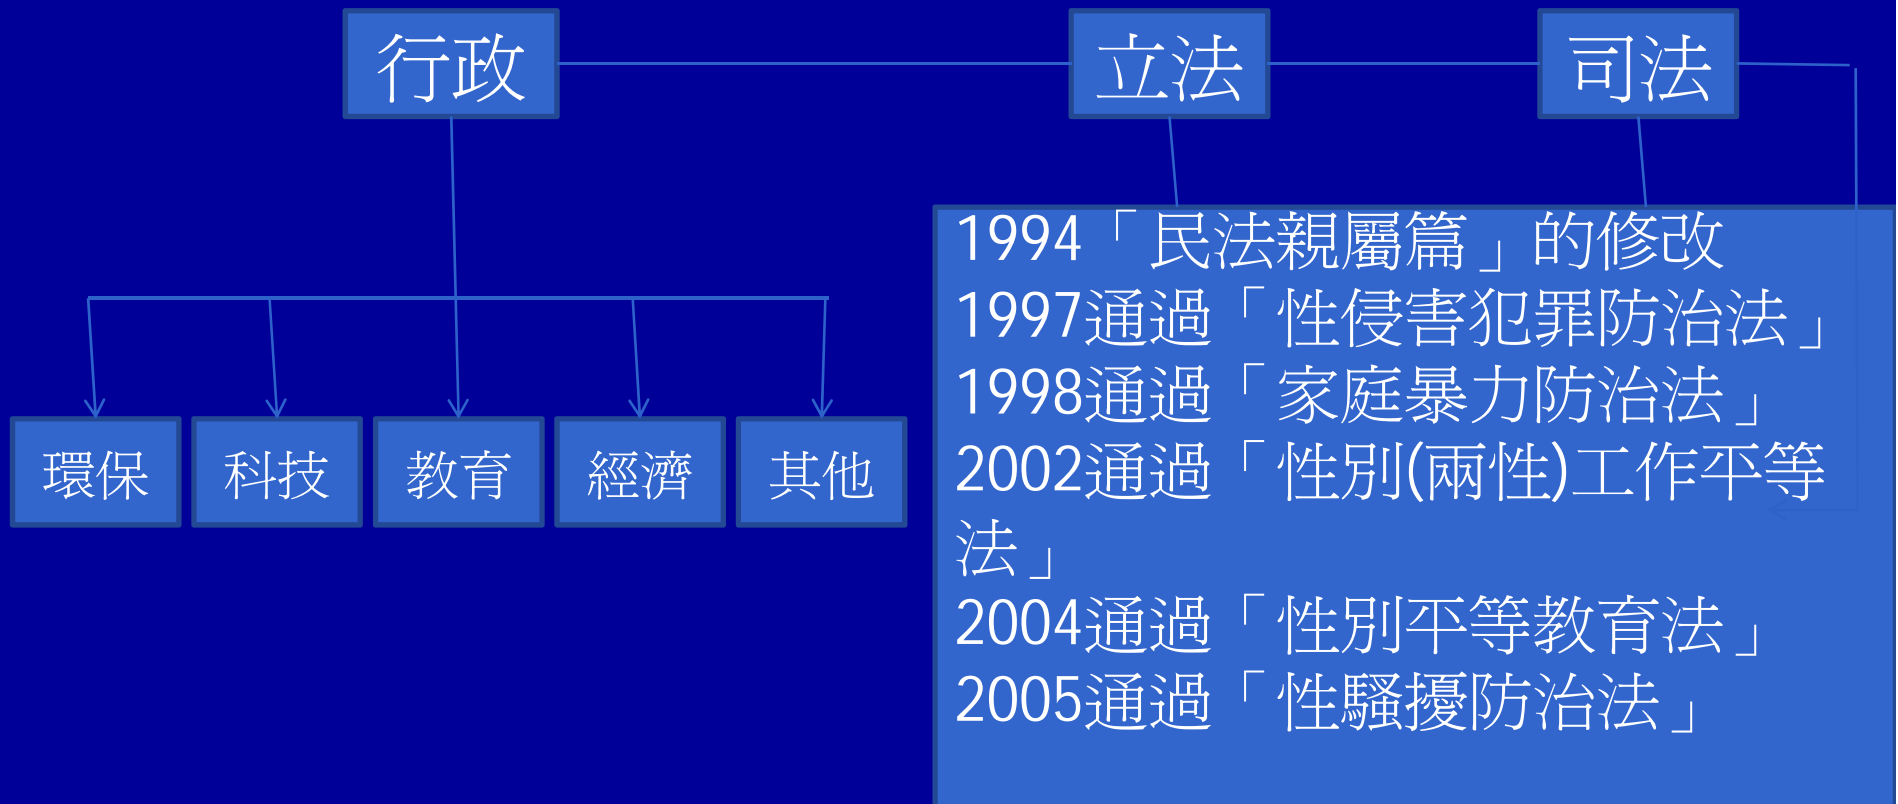 行政
立法
司法
環保
科技
教育
經濟
其他
1994「民法親屬篇」的修改
1997通過「性侵害犯罪防治法」
1998通過「家庭暴力防治法」
2002通過「性別(兩性)工作平等
法」
2004通過「性別平等教育法」
2005通過「性騷擾防治法」